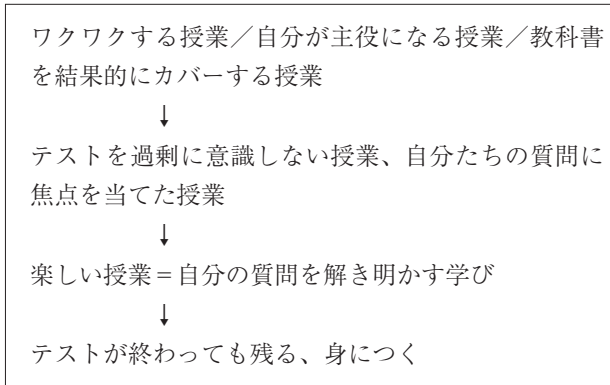 ワクワクする授業／自分が主役になる授業／教科書
を結果的にカバーする授業
↓
テストを過剰に意識しない授業、自分たちの質問に
焦点を当てた授業
↓
楽しい授業＝自分の質問を解き明かす学び
↓
テストが終わっても残る、身につく